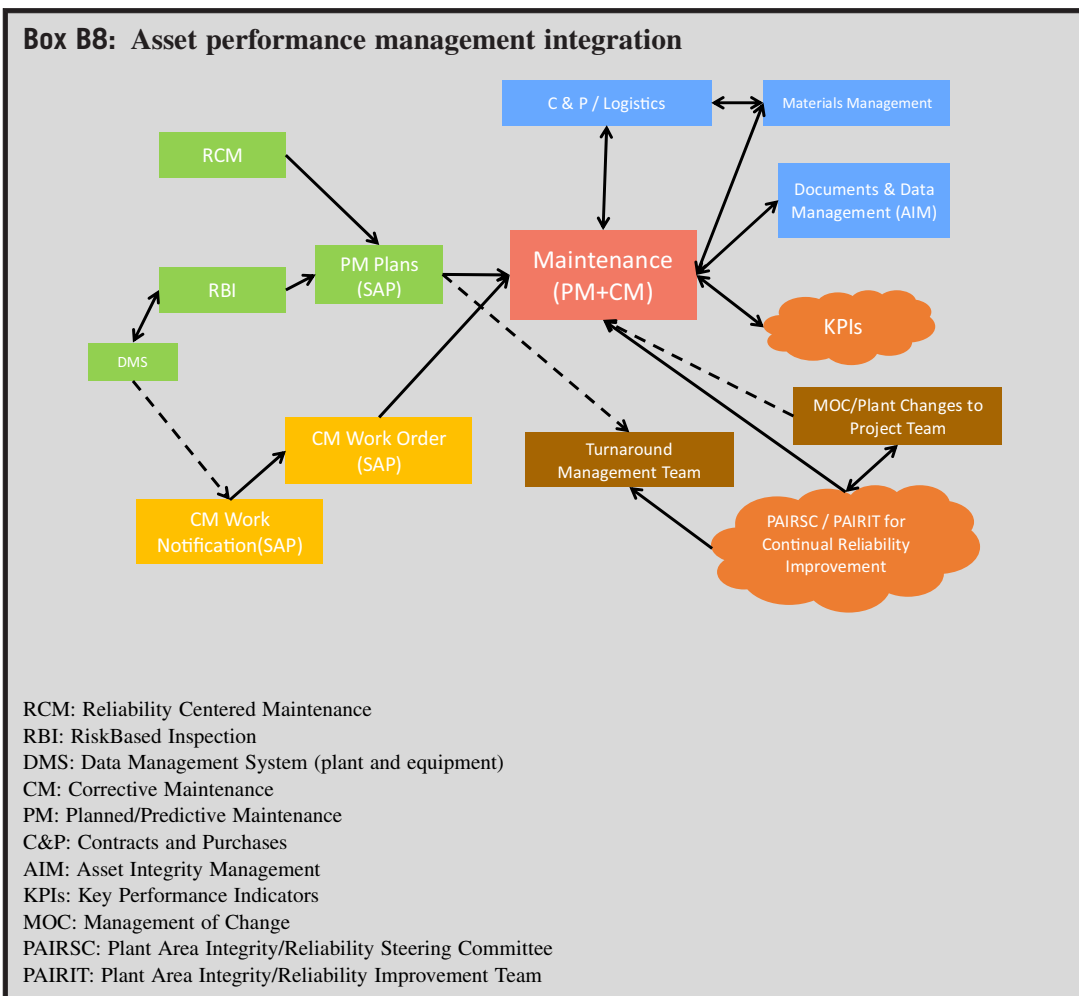 Box B8: Asset performance management integration
C & P / Logistics
Materials Management
RCM
Documents & Data
Management (AIM)
PM Plans
(SAP)
Maintenance
(PM+CM)
RBI
KPIs
DMS
MOC/Plant Changes to
Project Team
CM Work Order
(SAP)
Turnaround
Management Team
CM Work
Notification(SAP)
PAIRSC / PAIRIT for
Continual Reliability
Improvement
RCM: Reliability Centered Maintenance
RBI: RiskBased Inspection
DMS: Data Management System (plant and equipment)
CM: Corrective Maintenance
PM: Planned/Predictive Maintenance
C&P: Contracts and Purchases
AIM: Asset Integrity Management
KPIs: Key Performance Indicators
MOC: Management of Change
PAIRSC: Plant Area Integrity/Reliability Steering Committee
PAIRIT: Plant Area Integrity/Reliability Improvement Team